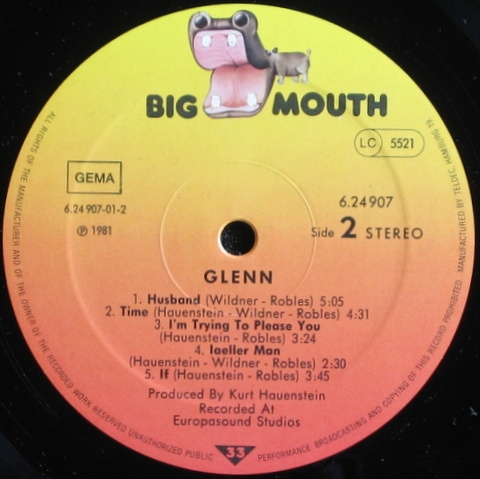 BIG MOUTH
LC 5521
GEMA
6.24 907-01-2
℗ 1981
6.24 907
Side 2 STEREO
GLENN
1. Husband (Wildner - Robles) 5:05
2. Time (Hauenstein - Wildner - Robles) 4:31
3. I'm Trying To Please You
(Hauenstein - Robles) 3:24
4. Iaeller Man
(Hauenstein - Wildner - Robles) 2:30
5. If (Hauenstein - Robles) 3:45
Produced By Kurt Hauenstein
Recorded At
Europasound Studios
33
ALL RIGHTS OF THE MANUFACTURER AND OF THE OWNER OF THE RECORDED WORK RESERVED. UNAUTHORIZED PUBLIC PERFORMANCE BROADCASTING AND COPYING OF THIS RECORD PROHIBITED. MANUFACTURED BY TELDEC, HAMBURG 19.